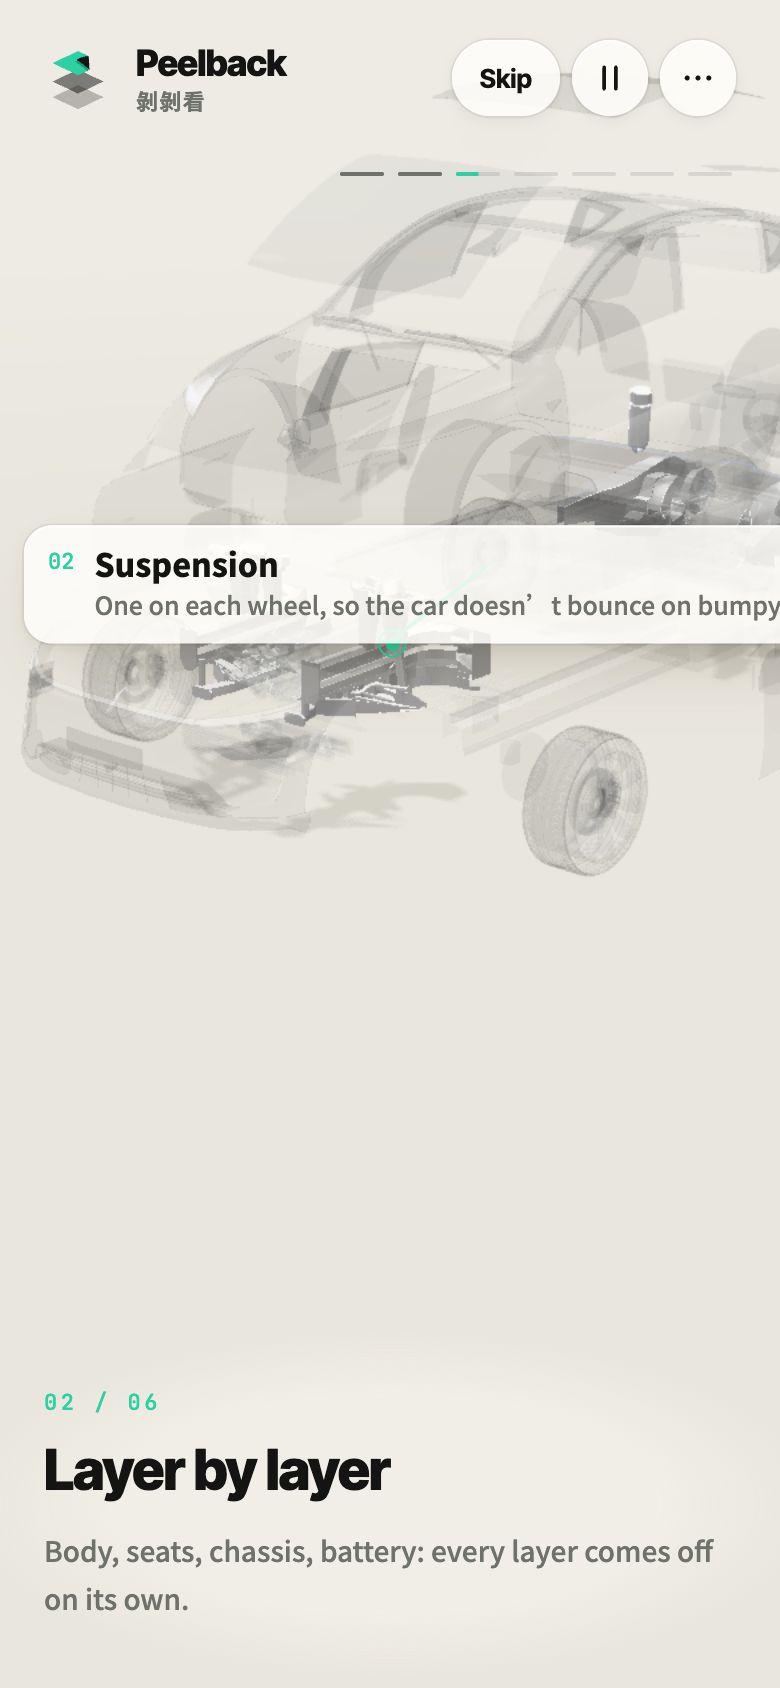 Peelback
剝剝看
Skip
02
Suspension
One on each wheel, so the car doesn’t bounce on bumpy
02 / 06
Layer by layer
Body, seats, chassis, battery: every layer comes off
on its own.